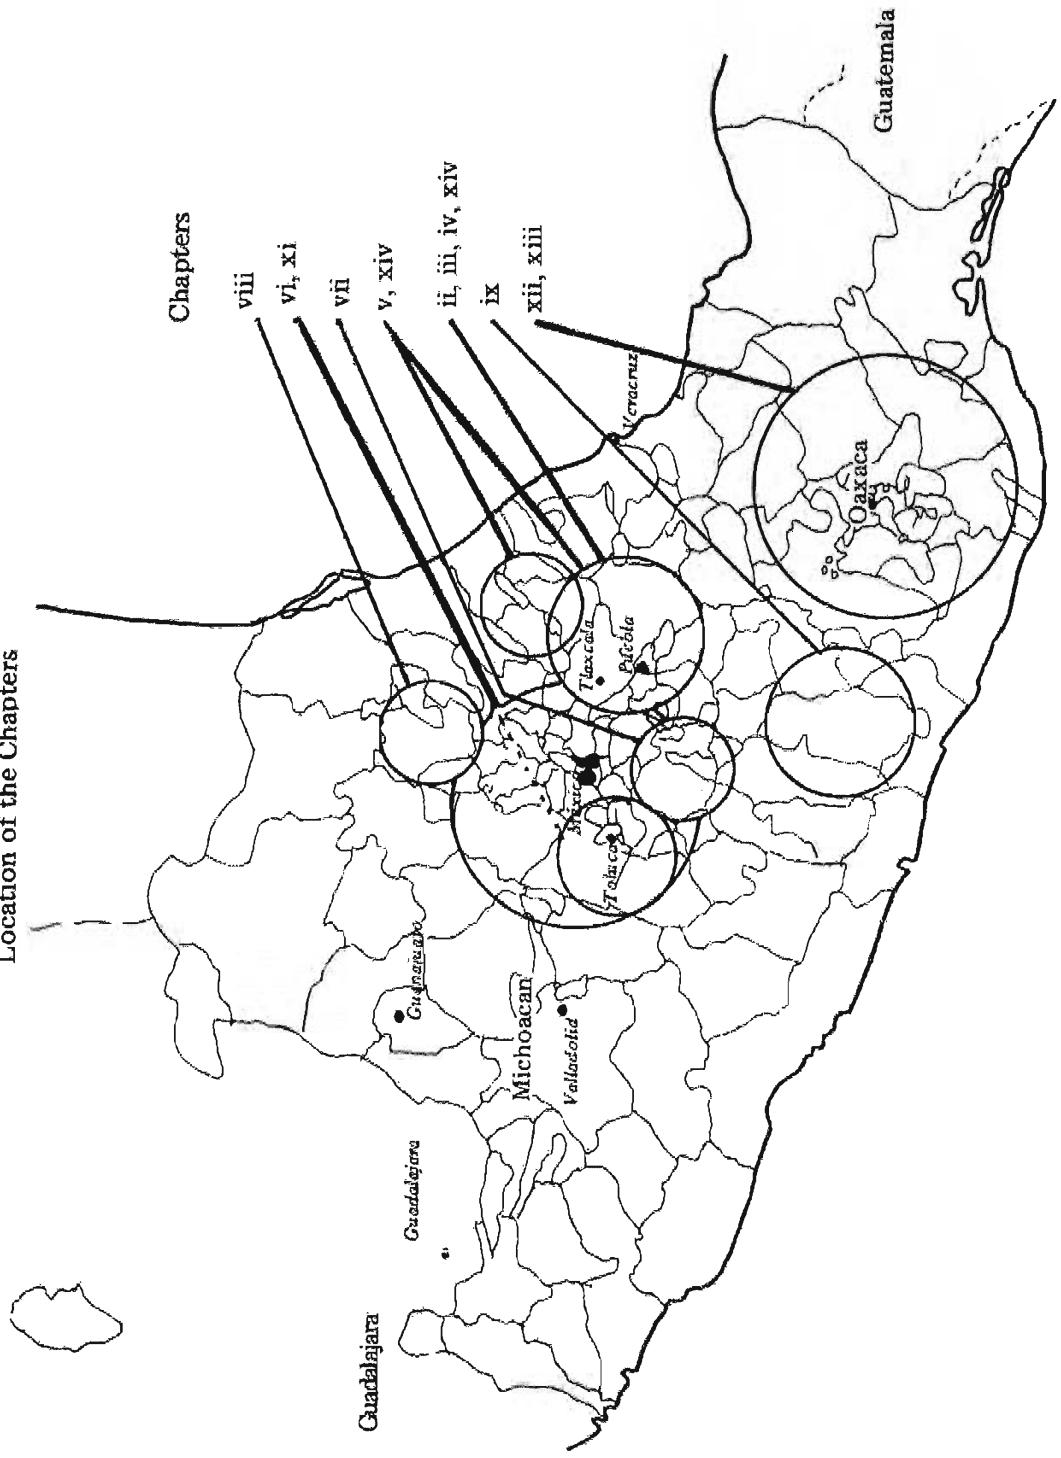 Location of the Chapters
Chapters
viii
vi, xi
vii
v, xiv
ii, iii, iv, xiv
ix
xii, xiii
Guadalajara
Guadalajara
Guanajuato
Michoacan
Valladolid
Toluca
Mexico
Tlaxcala
Puebla
Veracruz
Oaxaca
Guatemala